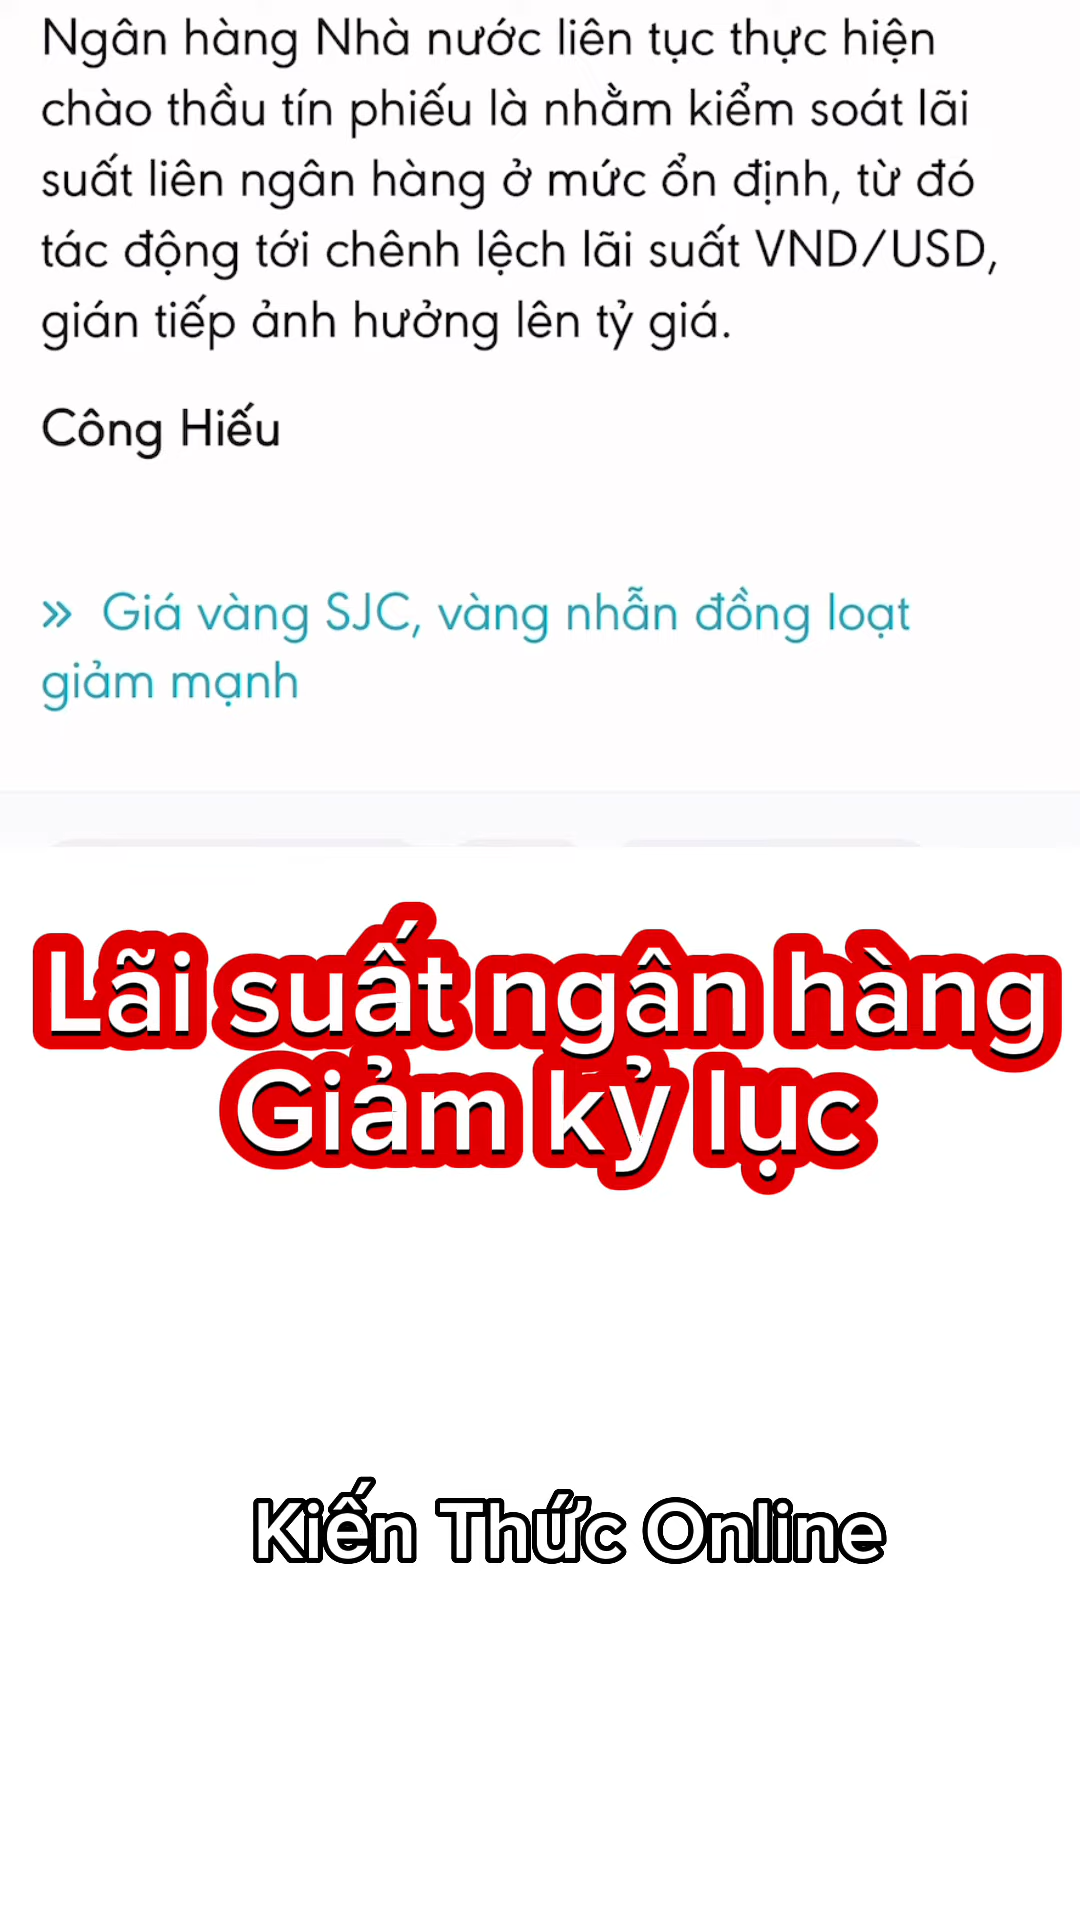 Ngân hàng Nhà nước liên tục thực hiện
chào thầu tín phiếu là nhằm kiểm soát lãi
suất liên ngân hàng ở mức ổn định, từ đó
tác động tới chênh lệch lãi suất VND/USD,
gián tiếp ảnh hưởng lên tỷ giá.
Công Hiếu
» Giá vàng SJC, vàng nhẫn đồng loạt
giảm mạnh
Lãi suất ngân hàng
Giảm kỷ lục
Kiến Thức Online